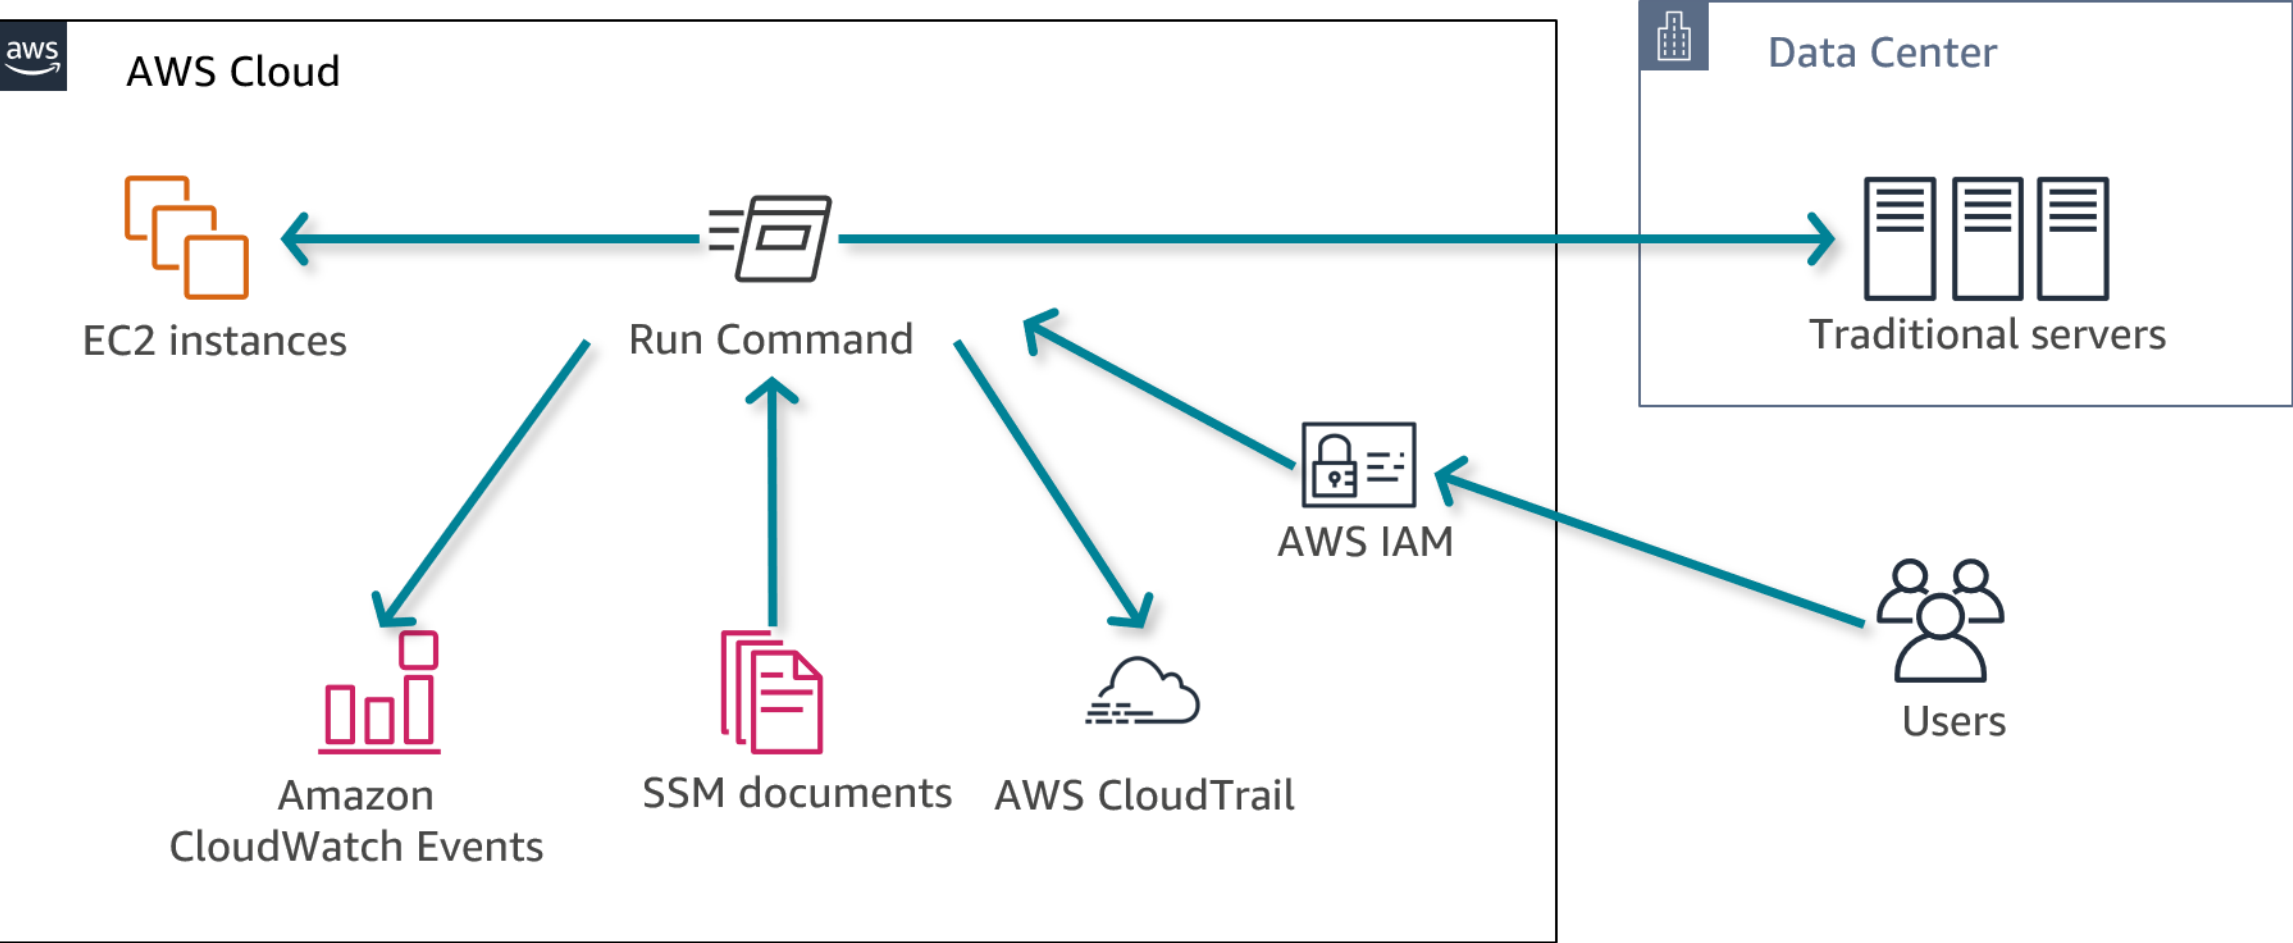 aws
AWS Cloud
Data Center
EC2 instances
Run Command
Traditional servers
AWS IAM
Users
Amazon
CloudWatch Events
SSM documents
AWS CloudTrail